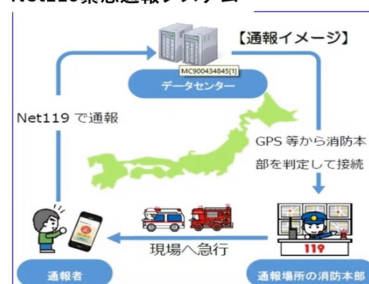 Net119緊急通報システム
【通報イメージ】
MC900434845[1]
データセンター
Net119で通報
GPS 等から消防本
部を判定して接続
119
現場へ急行
通報者
通報場所の消防本部